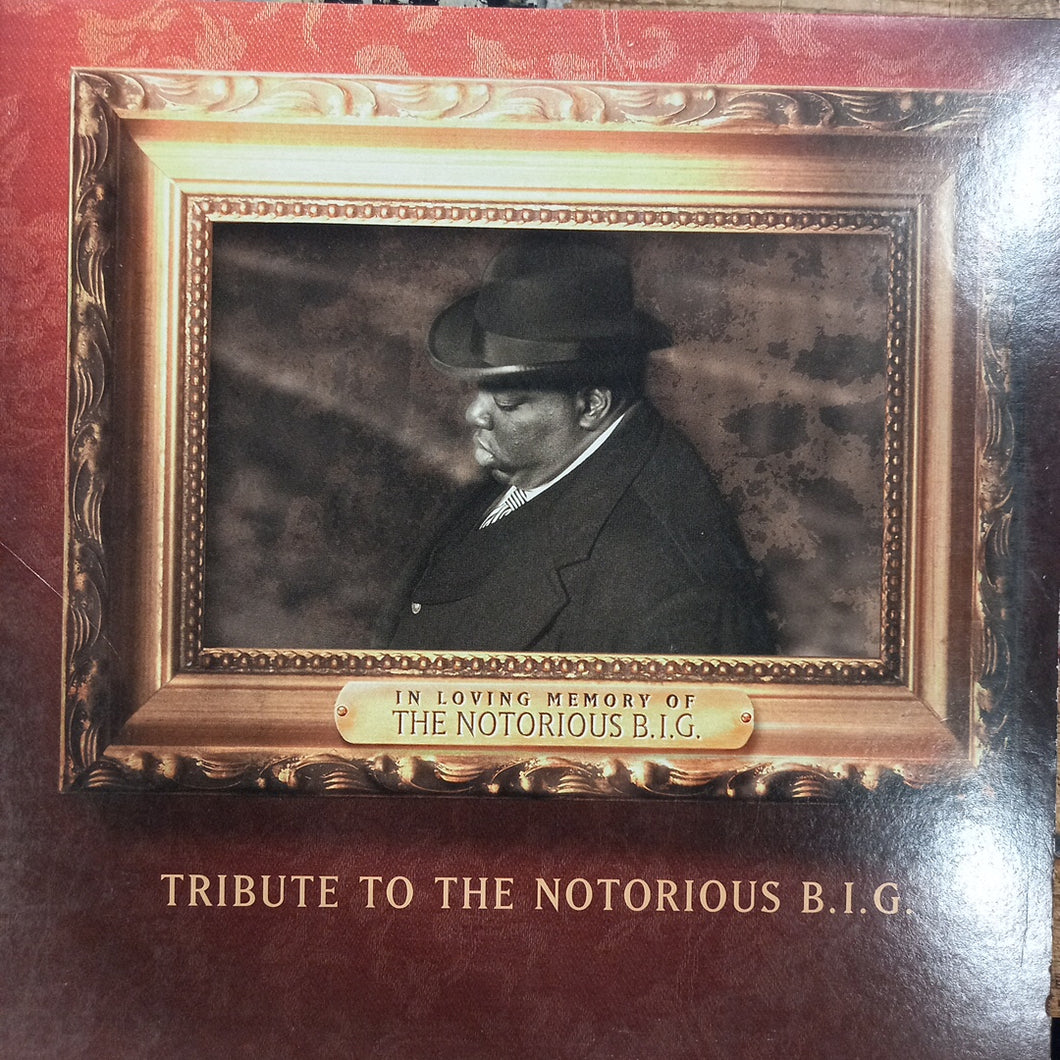 IN LOVING MEMORY OF
THE NOTORIOUS B.I.G.
TRIBUTE TO THE NOTORIOUS B.I.G.